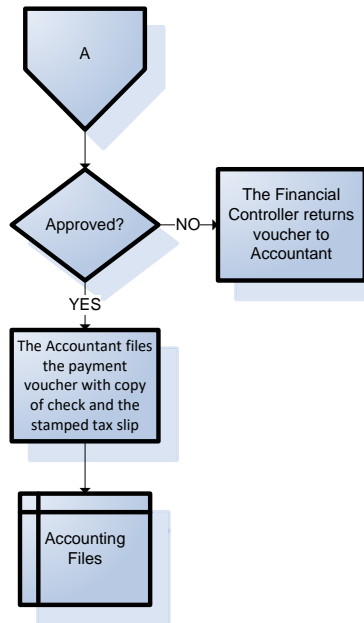 A
Approved?
NO
The Financial
Controller returns
voucher to
Accountant
YES
The Accountant files
the payment
voucher with copy
of check and the
stamped tax slip
Accounting
Files